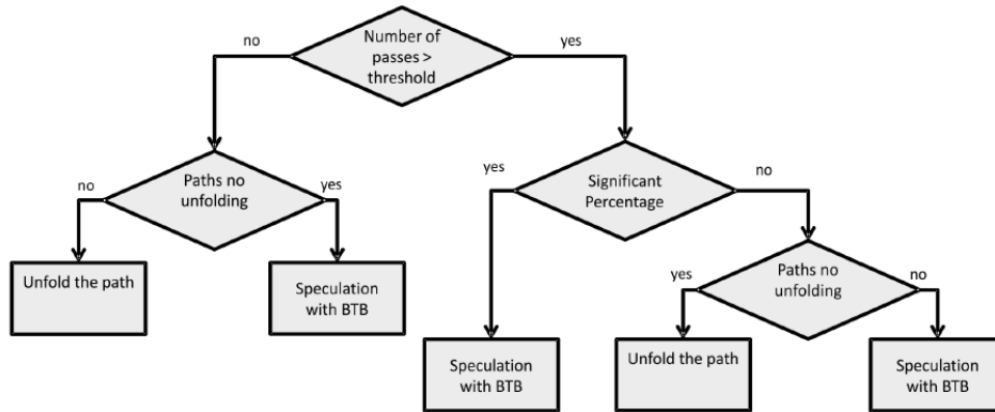 Number of
passes >
threshold
no
yes
Paths no
unfolding
no
yes
Significant
Percentage
yes
no
Unfold the path
Speculation
with BTB
Paths no
unfolding
yes
no
Speculation
with BTB
Unfold the path
Speculation
with BTB